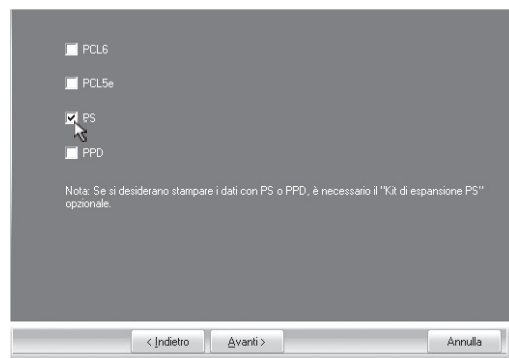 PCL6
PCL5e
PS
PPD
Nota: Se si desiderano stampare i dati con PS o PPD, è necessario il "Kit di espansione PS"
opzionale.
< Indietro
Avanti >
Annulla